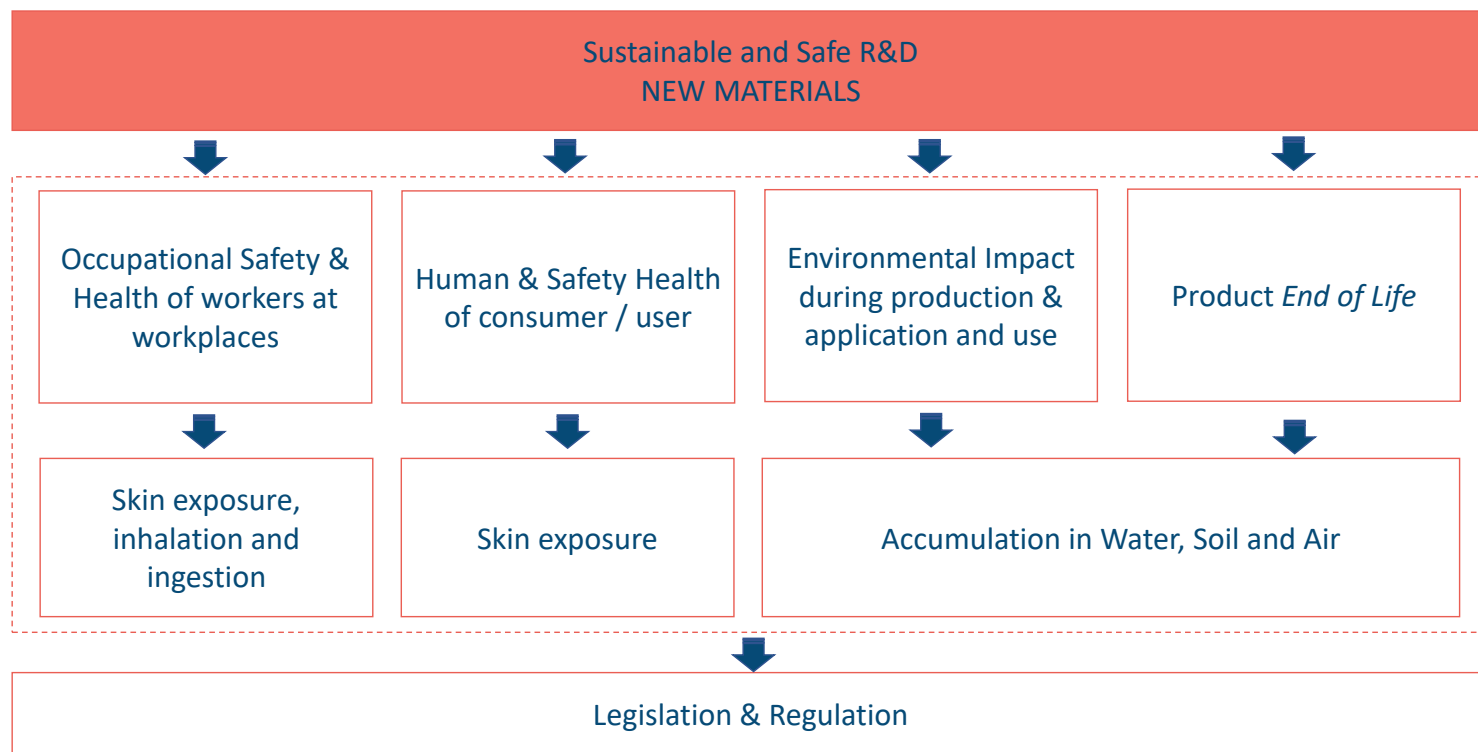 Sustainable and Safe R&D
NEW MATERIALS
Occupational Safety &
Health of workers at
workplaces
Human & Safety Health
of consumer / user
Environmental Impact
during production &
application and use
Product End of Life
Skin exposure,
inhalation and
ingestion
Skin exposure
Accumulation in Water, Soil and Air
Legislation & Regulation